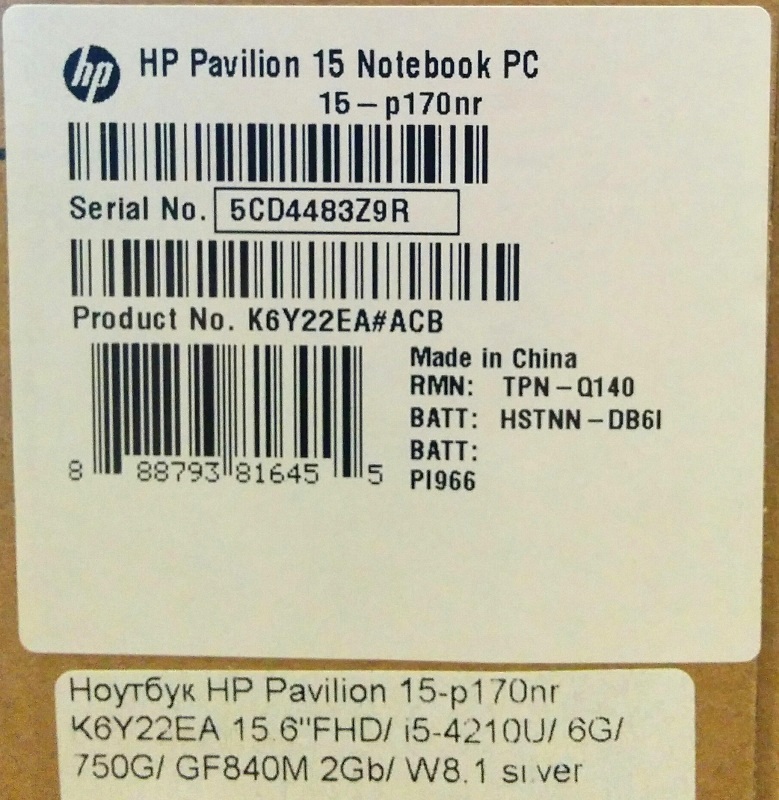 hp
HP Pavilion 15 Notebook PC
15-p170nr
Serial No. 5CD4483Z9R
Product No. K6Y22EA#ACB
8 88793 81645 5
Made in China
RMN: TPN-Q140
BATT: HSTNN-DB6I
BATT:
PI966
Ноутбук HP Pavilion 15-p170nr
K6Y22EA 15.6"FHD/ i5-4210U/ 6G/
750G/ GF840M 2Gb/ W8.1 silver